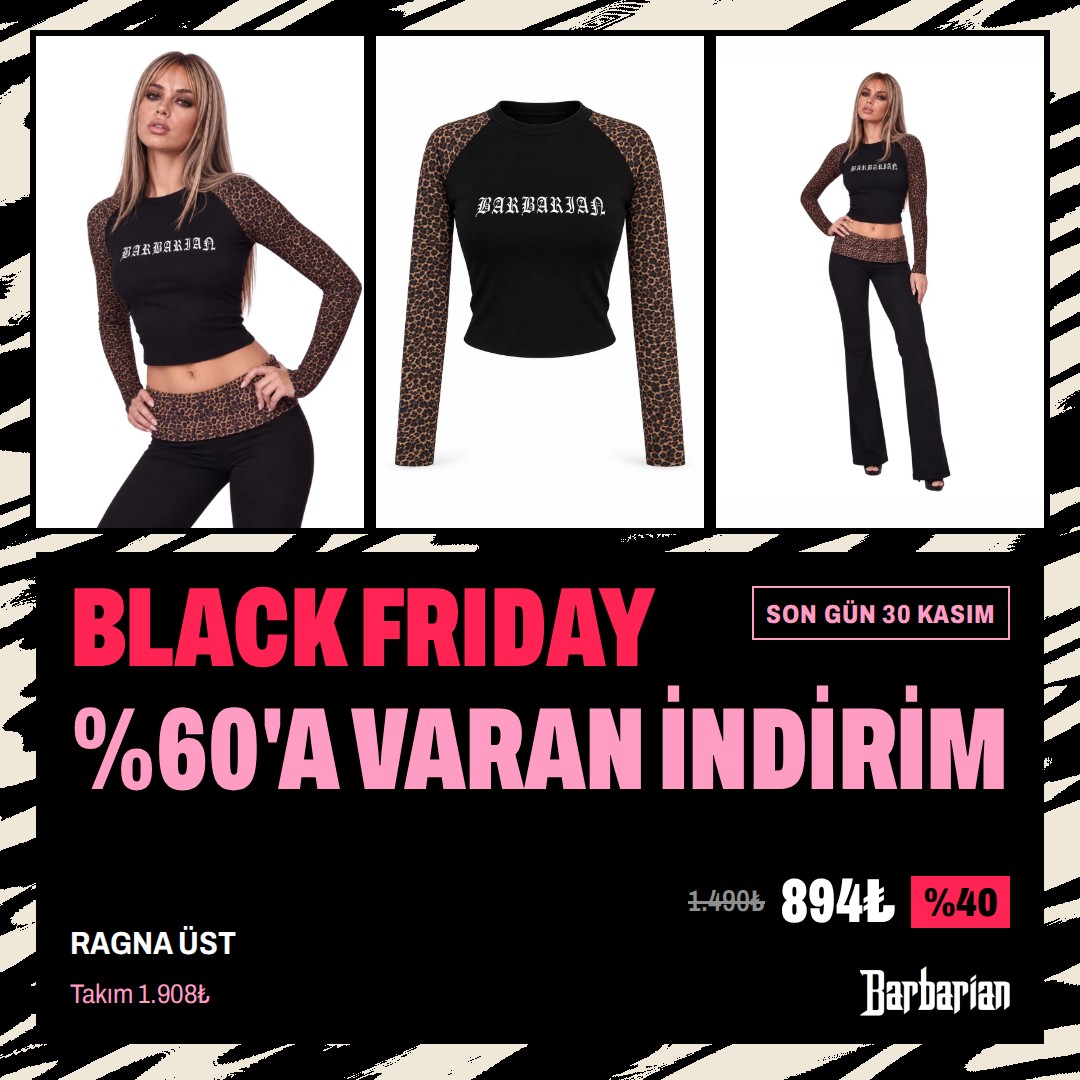 BARBARIAN
BARBARIAN
BARBARIAN
BLACK FRIDAY
SON GÜN 30 KASIM
%60'A VARAN İNDİRİM
1.490₺ 894₺ %40
RAGNA ÜST
Takım 1.908₺
Barbarian